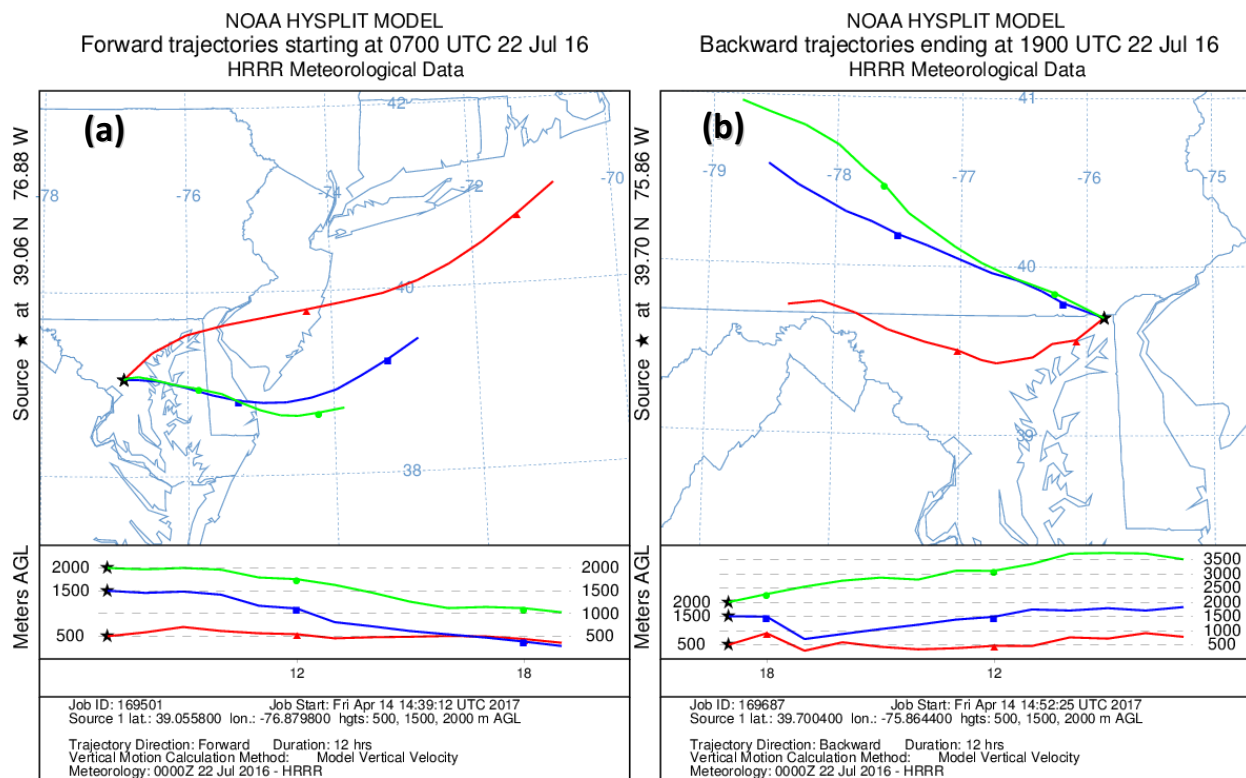 NOAA HYSPLIT MODEL
Forward trajectories starting at 0700 UTC 22 Jul 16
HRRR Meteorological Data
(a)
Source ★ at 39.06 N 76.88 W
-78
-76
-74
-72
-70
42
40
38
Meters AGL
2000
1500
500
2000
1500
1000
500
12
18
Job ID: 169501 Job Start: Fri Apr 14 14:39:12 UTC 2017
Source 1 lat.: 39.055800 lon.: -76.879800 hgts: 500, 1500, 2000 m AGL
Trajectory Direction: Forward Duration: 12 hrs
Vertical Motion Calculation Method: Model Vertical Velocity
Meteorology: 0000Z 22 Jul 2016 - HRRR
NOAA HYSPLIT MODEL
Backward trajectories ending at 1900 UTC 22 Jul 16
HRRR Meteorological Data
(b)
Source ★ at 39.70 N 75.86 W
-79
-78
-77
-76
-75
41
40
39
Meters AGL
2000
1500
500
3500
3000
2500
2000
1500
1000
500
18
12
Job ID: 169687 Job Start: Fri Apr 14 14:52:25 UTC 2017
Source 1 lat.: 39.700400 lon.: -75.864400 hgts: 500, 1500, 2000 m AGL
Trajectory Direction: Backward Duration: 12 hrs
Vertical Motion Calculation Method: Model Vertical Velocity
Meteorology: 0000Z 22 Jul 2016 - HRRR